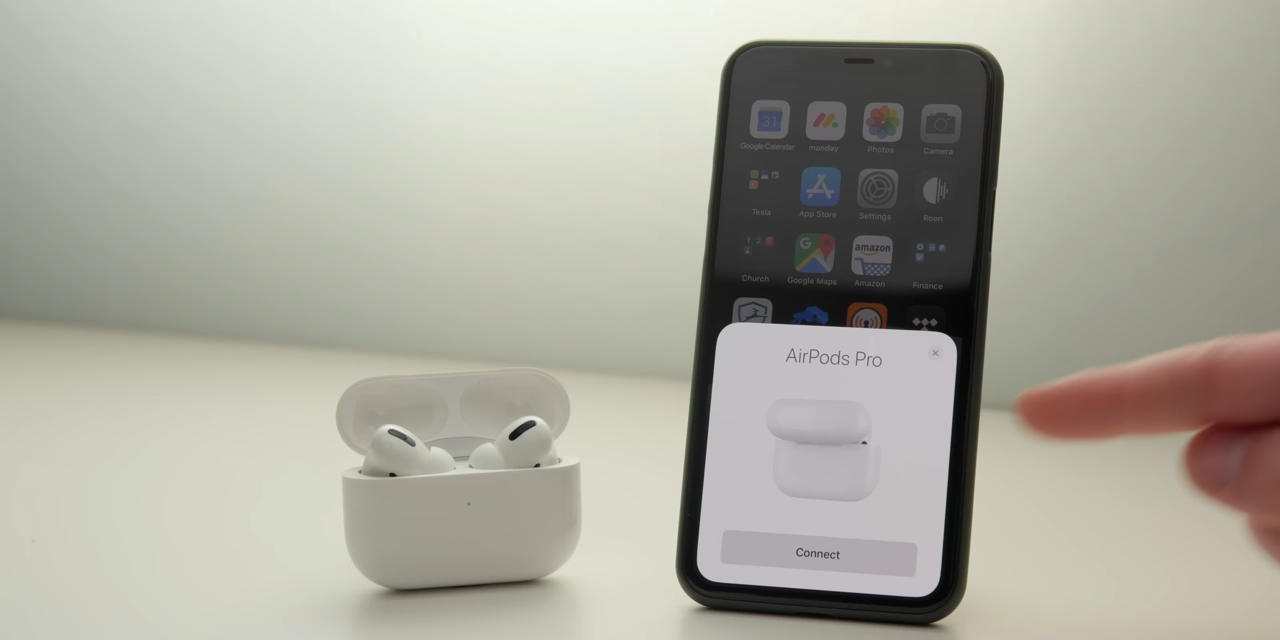 31
Google Calendar
monday
Photos
Camera
Tesla
App Store
Settings
Roon
Church
G
Google Maps
amazon
Amazon
Finance
AirPods Pro
Connect